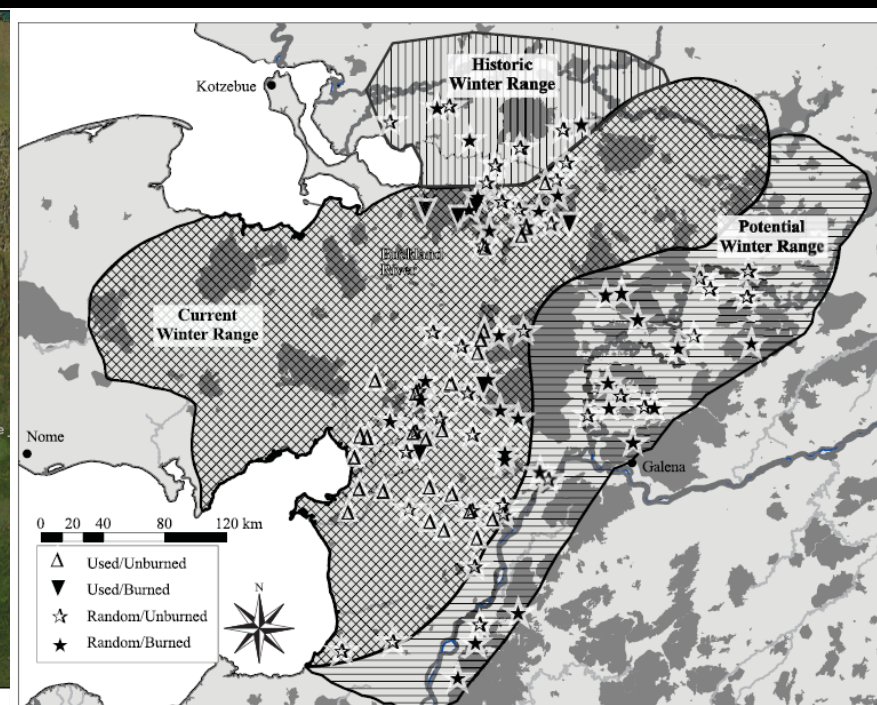 Historic
Winter Range
Kotzebue
Potential
Winter Range
Buckland
River
Current
Winter Range
Nome
Galena
0 20 40 80 120 km
Used/Unburned
Used/Burned
Random/Unburned
Random/Burned
N